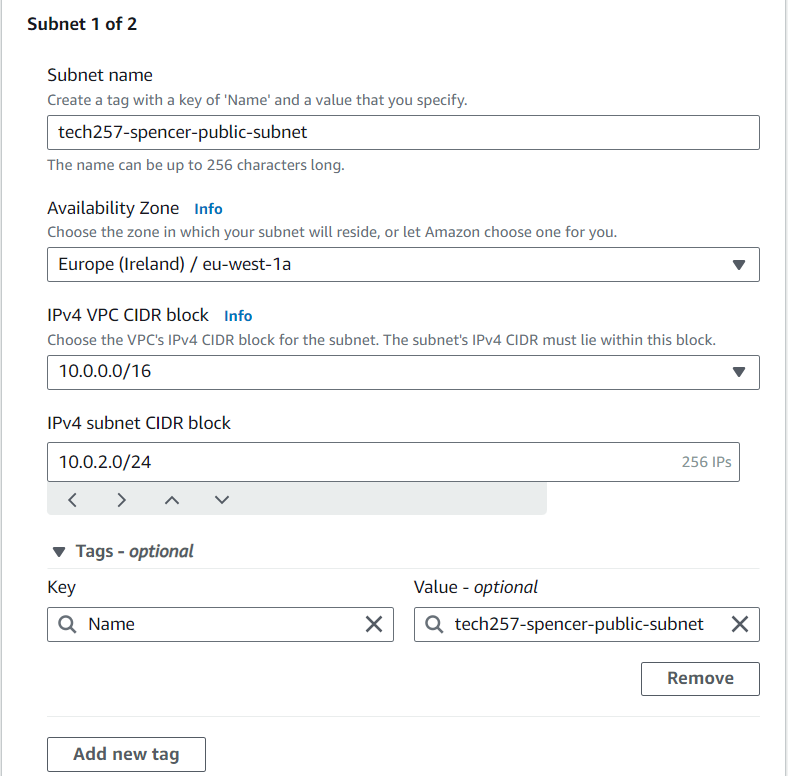 Subnet 1 of 2
Subnet name
Create a tag with a key of 'Name' and a value that you specify.
tech257-spencer-public-subnet
The name can be up to 256 characters long.
Availability Zone Info
Choose the zone in which your subnet will reside, or let Amazon choose one for you.
Europe (Ireland) / eu-west-1a
IPv4 VPC CIDR block Info
Choose the VPC's IPv4 CIDR block for the subnet. The subnet's IPv4 CIDR must lie within this block.
10.0.0.0/16
IPv4 subnet CIDR block
10.0.2.0/24 256 IPs
Tags - optional
Key Value - optional
Name tech257-spencer-public-subnet
Remove
Add new tag